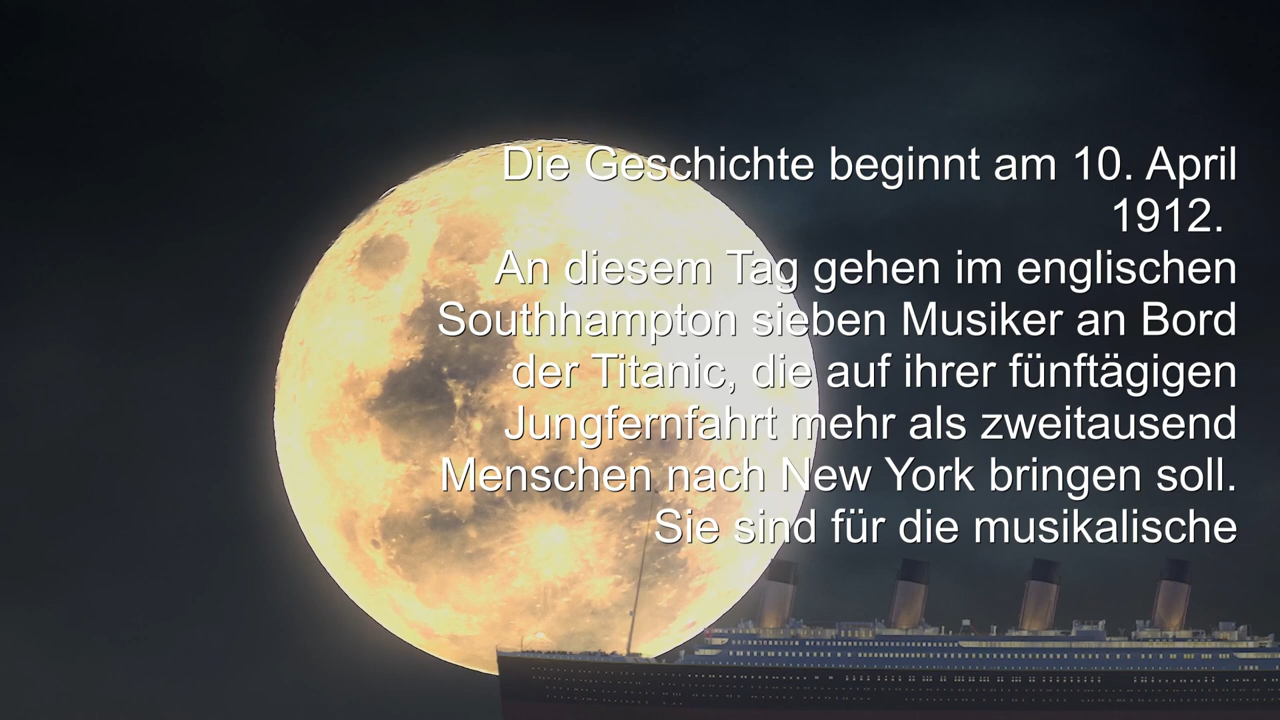 Die Geschichte beginnt am 10. April
1912.
An diesem Tag gehen im englischen
Southhampton sieben Musiker an Bord
der Titanic, die auf ihrer fünftägigen
Jungfernfahrt mehr als zweitausend
Menschen nach New York bringen soll.
Sie sind für die musikalische